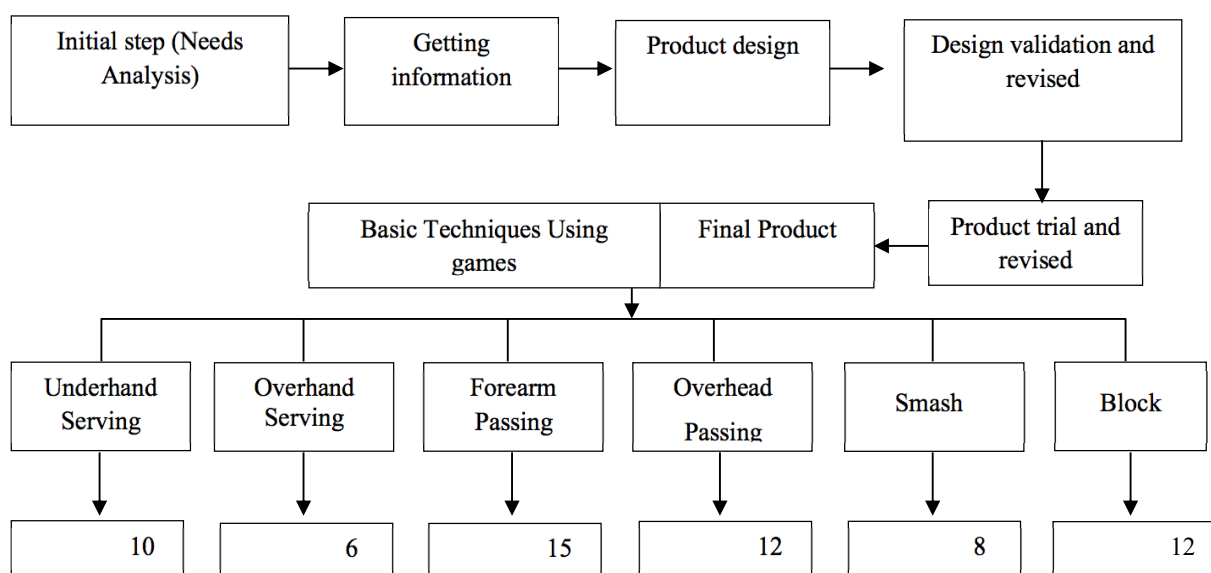 Initial step (Needs
Analysis)
Getting
information
Product design
Design validation and
revised
Basic Techniques Using
games
Final Product
Product trial and
revised
Underhand
Serving
Overhand
Serving
Forearm
Passing
Overhead
Passing
Smash
Block
10
6
15
12
8
12